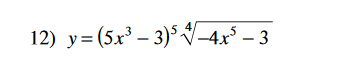 12) y = (5x³ – 3)⁵ ∜(–4x⁵ – 3)